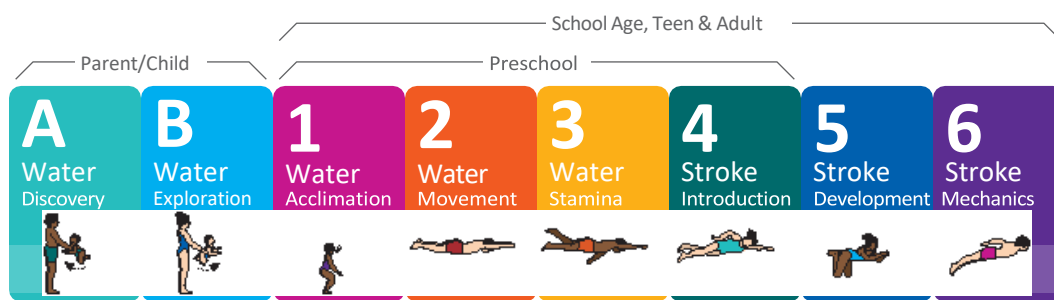 School Age, Teen & Adult
Parent/Child
Preschool
A
Water
Discovery
B
Water
Exploration
1
Water
Acclimation
2
Water
Movement
3
Water
Stamina
4
Stroke
Introduction
5
Stroke
Development
6
Stroke
Mechanics